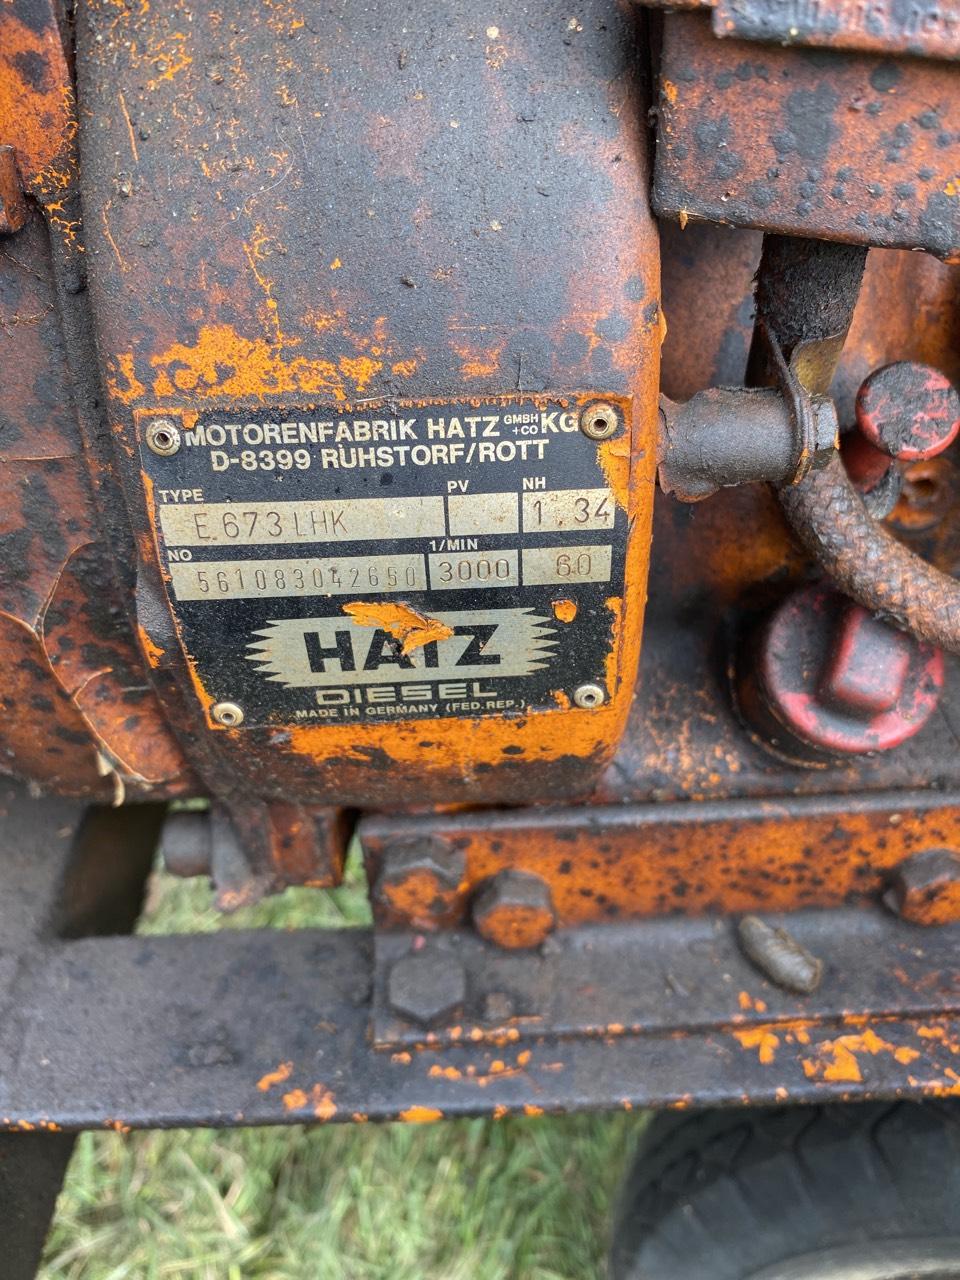 MOTORENFABRIK HATZ GMBH +CO KG
D-8399 RUHSTORF/ROTT
TYPE PV NH
E 673 LHK 1.34
NO 1/MIN
561083042650 3000 60
HATZ
DIESEL
MADE IN GERMANY (FED.REP.)